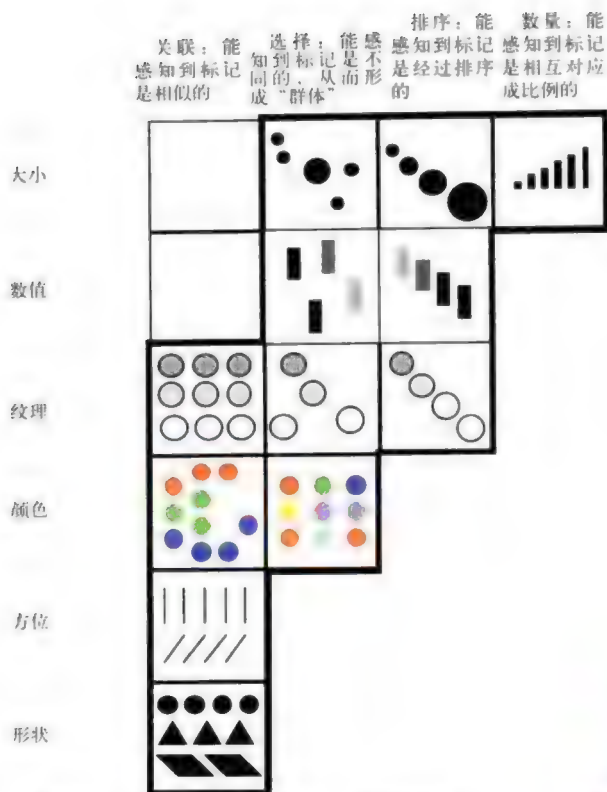 关联：能
感知到标记
是相似的
选择：能感
知到标记是不
同的，从而形
成“群体”
排序：能
感知到标记
是经过排序
的
数量：能
感知到标记
是相互对应
成比例的
大小
数值
纹理
颜色
方位
形状